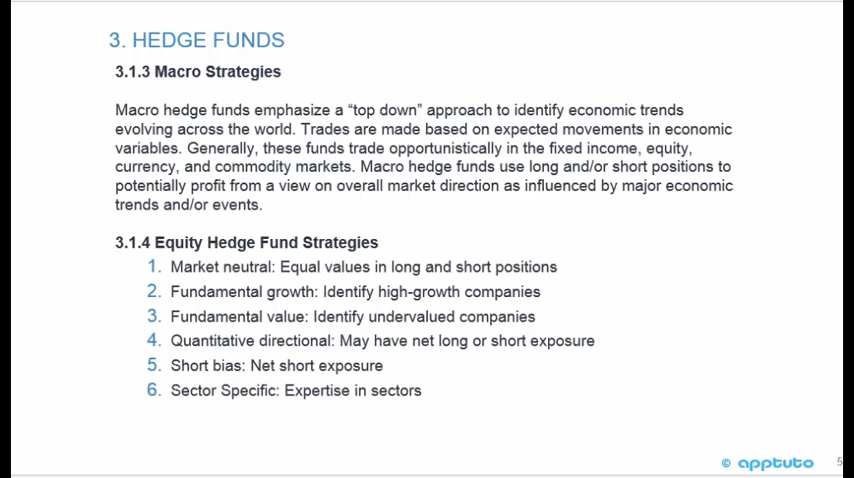 3. HEDGE FUNDS
3.1.3 Macro Strategies
Macro hedge funds emphasize a “top down” approach to identify economic trends
evolving across the world. Trades are made based on expected movements in economic
variables. Generally, these funds trade opportunistically in the fixed income, equity,
currency, and commodity markets. Macro hedge funds use long and/or short positions to
potentially profit from a view on overall market direction as influenced by major economic
trends and/or events.
3.1.4 Equity Hedge Fund Strategies
1. Market neutral: Equal values in long and short positions
2. Fundamental growth: Identify high-growth companies
3. Fundamental value: Identify undervalued companies
4. Quantitative directional: May have net long or short exposure
5. Short bias: Net short exposure
6. Sector Specific: Expertise in sectors
© apptuto 5